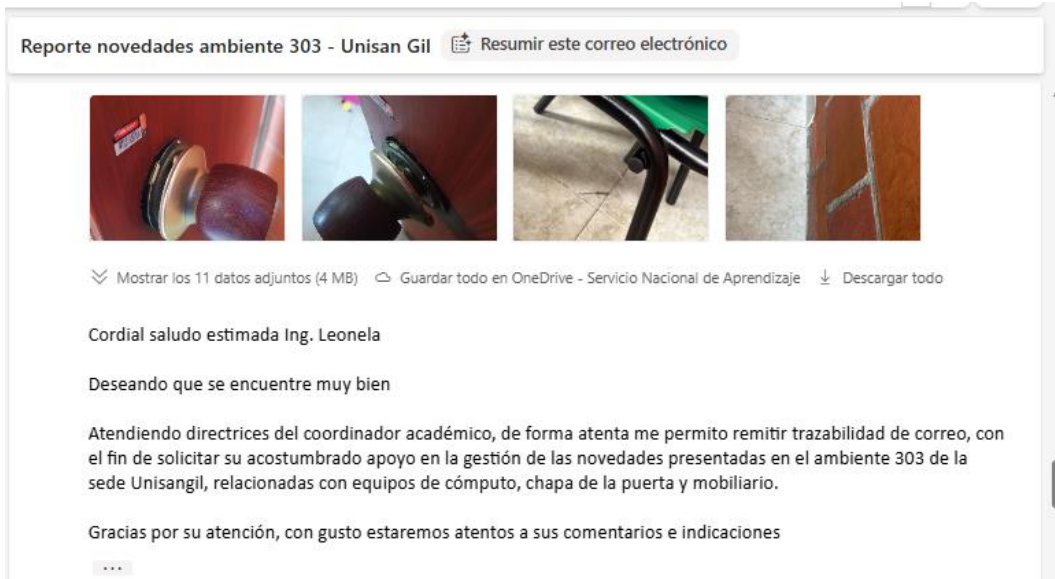 Reporte novedades ambiente 303 - Unisan Gil
Resumir este correo electrónico
Mostrar los 11 datos adjuntos (4 MB)
Guardar todo en OneDrive - Servicio Nacional de Aprendizaje
Descargar todo
Cordial saludo estimada Ing. Leonela
Deseando que se encuentre muy bien
Atendiendo directrices del coordinador académico, de forma atenta me permito remitir trazabilidad de correo, con
el fin de solicitar su acostumbrado apoyo en la gestión de las novedades presentadas en el ambiente 303 de la
sede Unisangil, relacionadas con equipos de cómputo, chapa de la puerta y mobiliario.
Gracias por su atención, con gusto estaremos atentos a sus comentarios e indicaciones
...